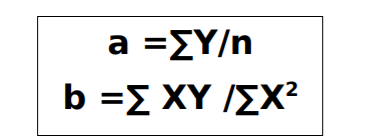 a =∑Y/n
b =∑ XY /∑X²